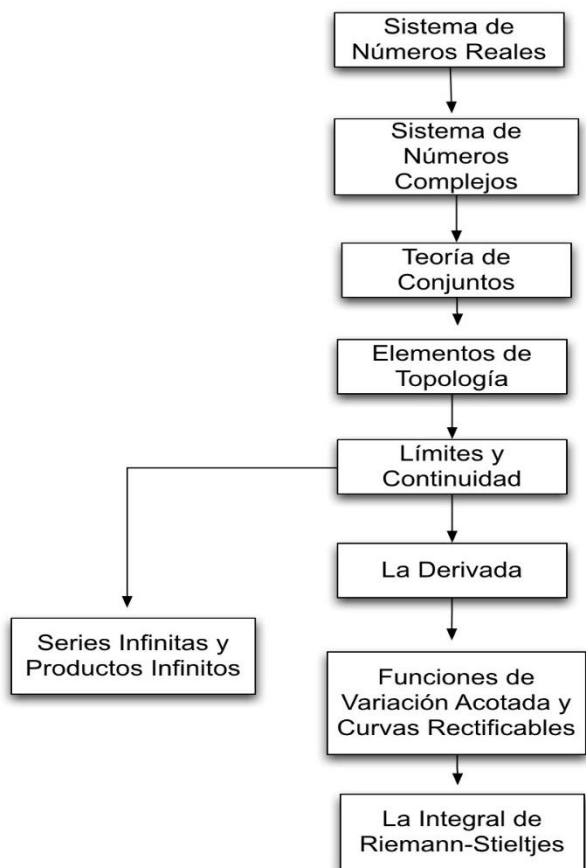 Sistema de
Números Reales
Sistema de
Números
Complejos
Teoría de
Conjuntos
Elementos de
Topología
Límites y
Continuidad
La Derivada
Series Infinitas y
Productos Infinitos
Funciones de
Variación Acotada y
Curvas Rectificables
La Integral de
Riemann-Stieltjes